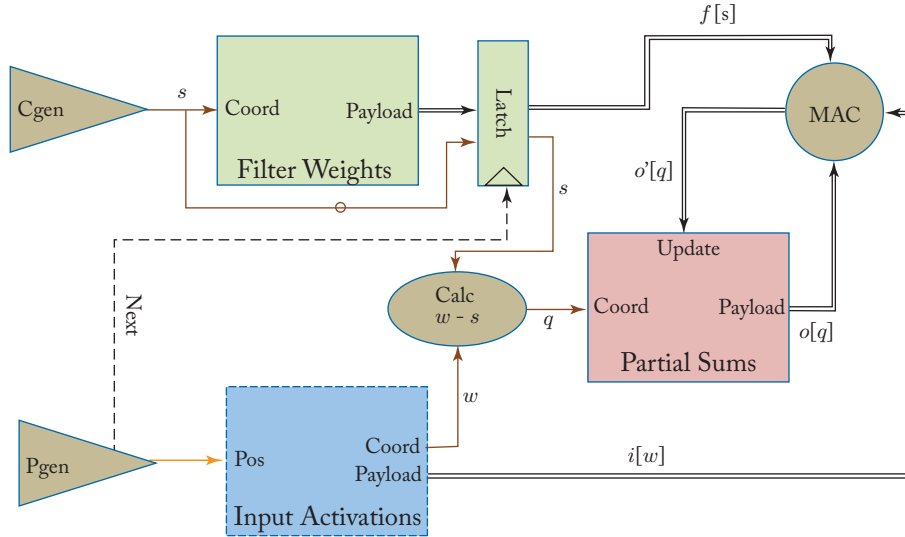 f[s]
Cgen
s
Coord
Payload
Filter Weights
Latch
MAC
s
o'[q]
Update
Next
Calc
w - s
q
Coord
Payload
o[q]
Partial Sums
w
Pgen
Pos
Coord
Payload
i[w]
Input Activations